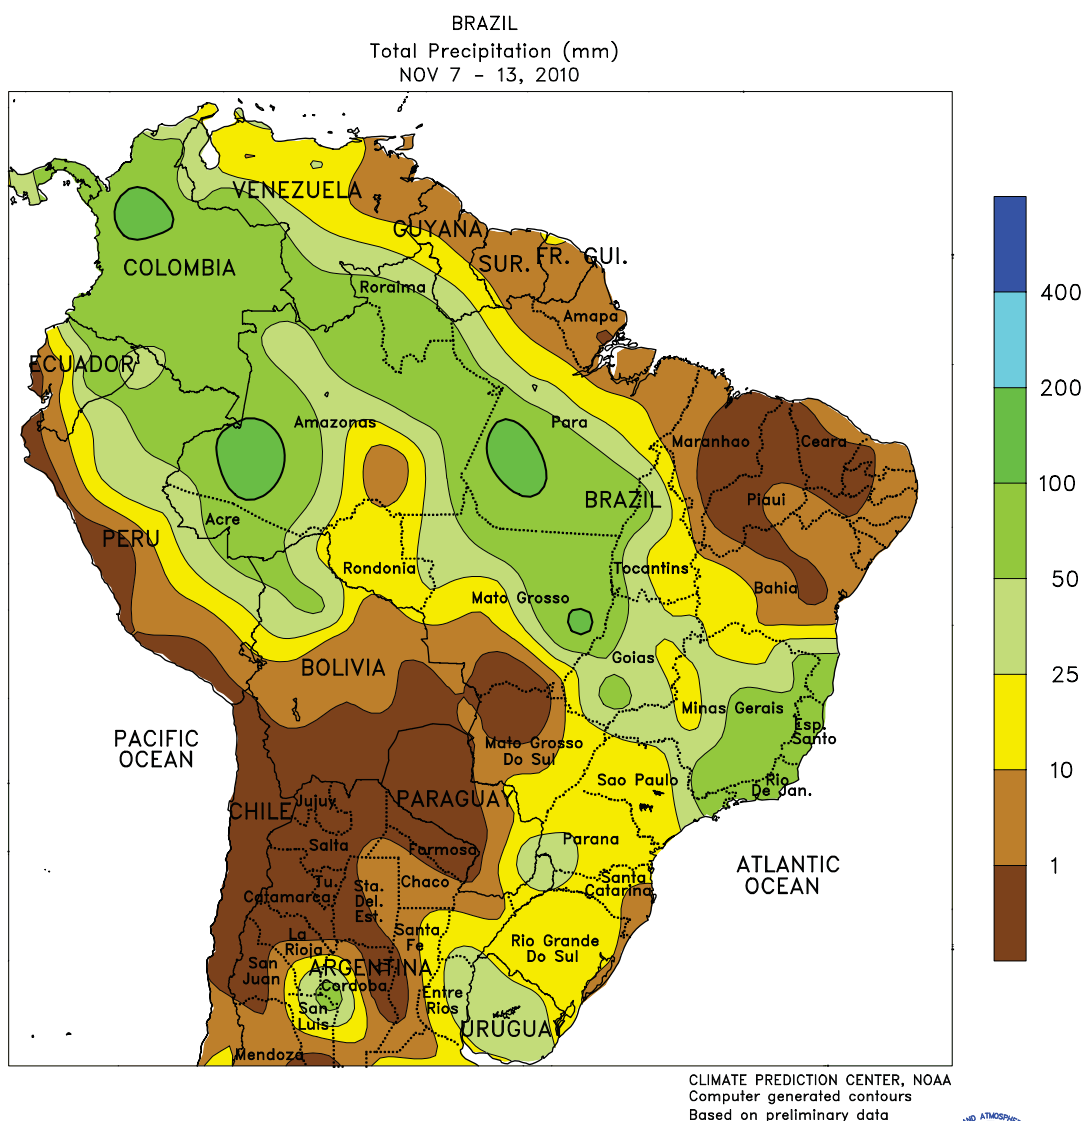 BRAZIL
Total Precipitation (mm)
NOV 7 - 13, 2010
VENEZUELA
GUYANA
COLOMBIA
SUR.
FR. GUI.
Roraima
Amapa
ECUADOR
Amazonas
Para
Maranhao
Ceara
BRAZIL
Piaui
Acre
PERU
Rondonia
Tocantins
Mato Grosso
Bahia
BOLIVIA
Goias
Minas Gerais
Esp.
Santo
PACIFIC
OCEAN
Mato Grosso
Do Sul
Sao Paulo
Rio
De Jan.
CHILE
Jujuy
PARAGUAY
Salta
Formosa
Parana
ATLANTIC
OCEAN
Tu.
Catamarca
Sta.
Del.
Est.
Chaco
Santa
Catarina
La
Rioja
Santa
Fe
Rio Grande
Do Sul
San
Juan
ARGENTINA
Cordoba
Entre
Rios
San
Luis
URUGUA
Mendoza
400
200
100
50
25
10
1
CLIMATE PREDICTION CENTER, NOAA
Computer generated contours
Based on preliminary data
AND ATMOSPHE